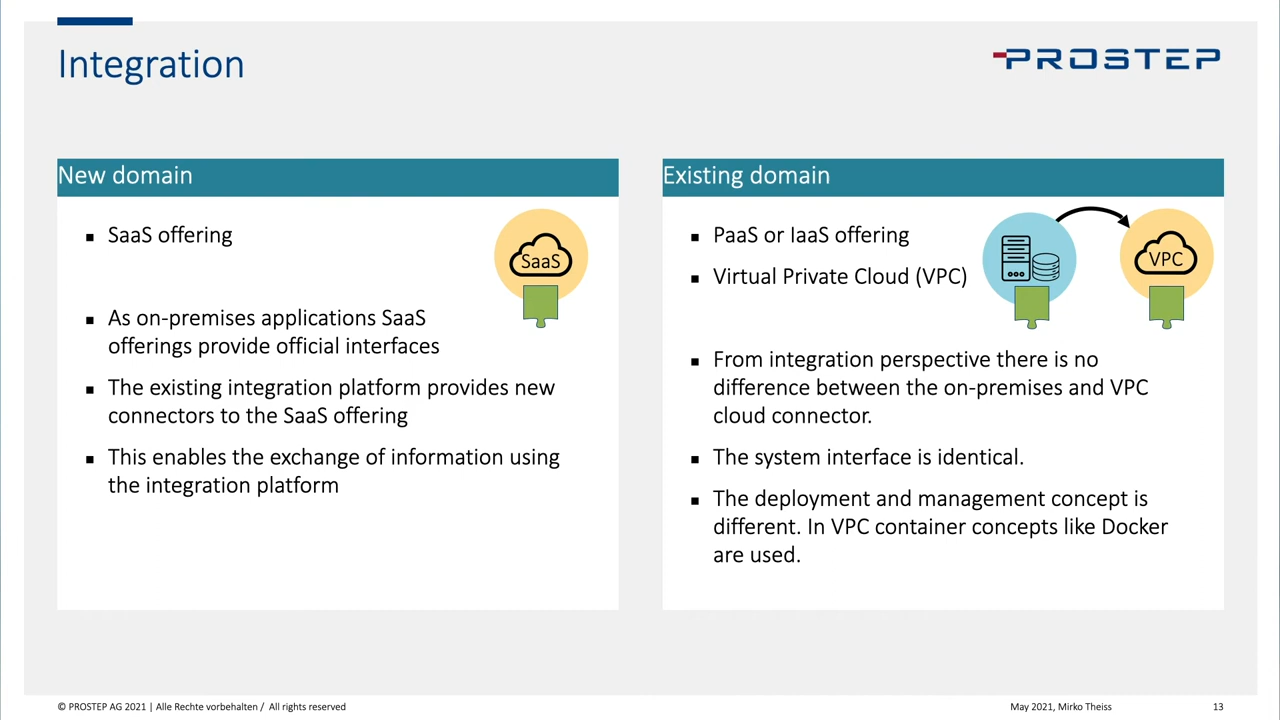 Integration
PROSTEP
New domain
▪ SaaS offering
SaaS
▪ As on-premises applications SaaS
offerings provide official interfaces
▪ The existing integration platform provides new
connectors to the SaaS offering
▪ This enables the exchange of information using
the integration platform
Existing domain
▪ PaaS or IaaS offering
▪ Virtual Private Cloud (VPC)
VPC
▪ From integration perspective there is no
difference between the on-premises and VPC
cloud connector.
▪ The system interface is identical.
▪ The deployment and management concept is
different. In VPC container concepts like Docker
are used.
© PROSTEP AG 2021 | Alle Rechte vorbehalten / All rights reserved
May 2021, Mirko Theiss
13